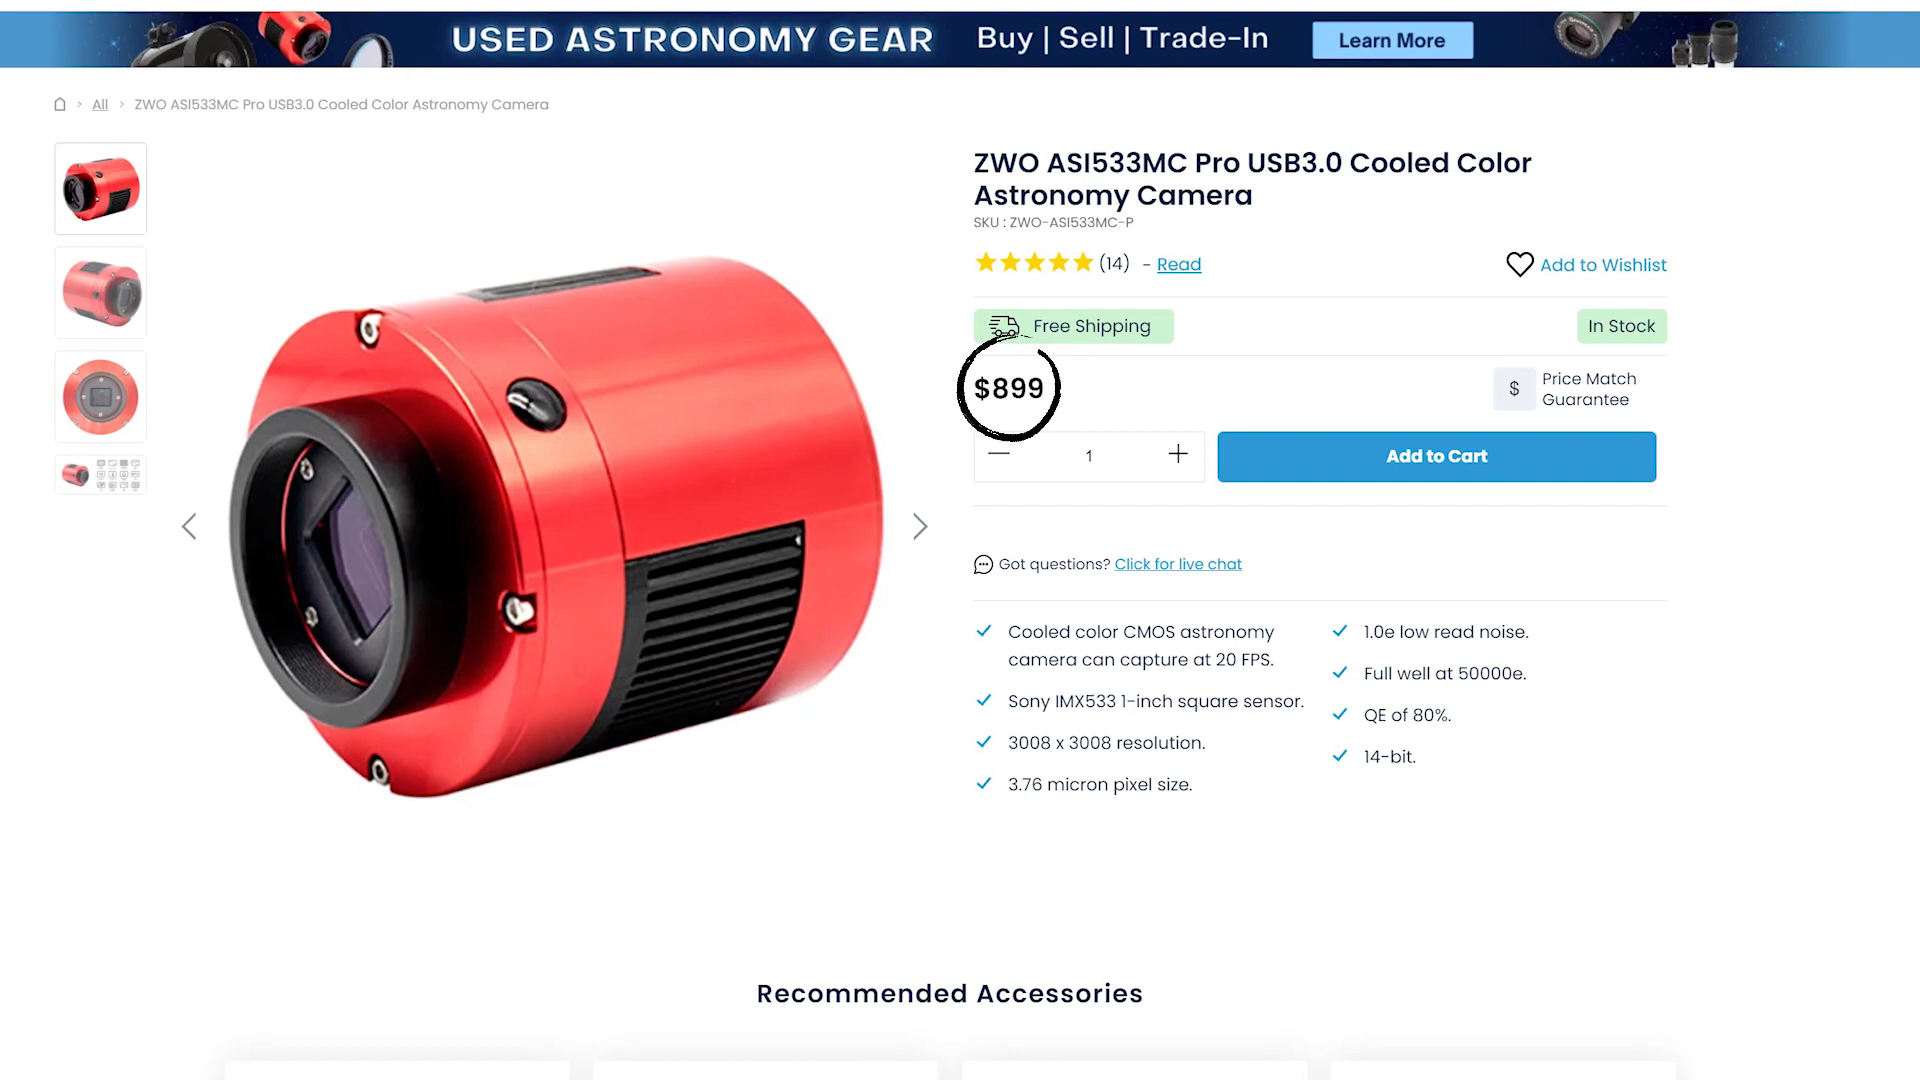 USED ASTRONOMY GEAR Buy | Sell | Trade-In Learn More
All > ZWO ASI533MC Pro USB3.0 Cooled Color Astronomy Camera
ZWO ASI533MC Pro USB3.0 Cooled Color
Astronomy Camera
SKU : ZWO-ASI533MC-P
(14) - Read
Add to Wishlist
Free Shipping
In Stock
$899
$ Price Match
Guarantee
1
Add to Cart
Got questions? Click for live chat
Cooled color CMOS astronomy
camera can capture at 20 FPS.
Sony IMX533 1-inch square sensor.
3008 x 3008 resolution.
3.76 micron pixel size.
1.0e low read noise.
Full well at 50000e.
QE of 80%.
14-bit.
Recommended Accessories